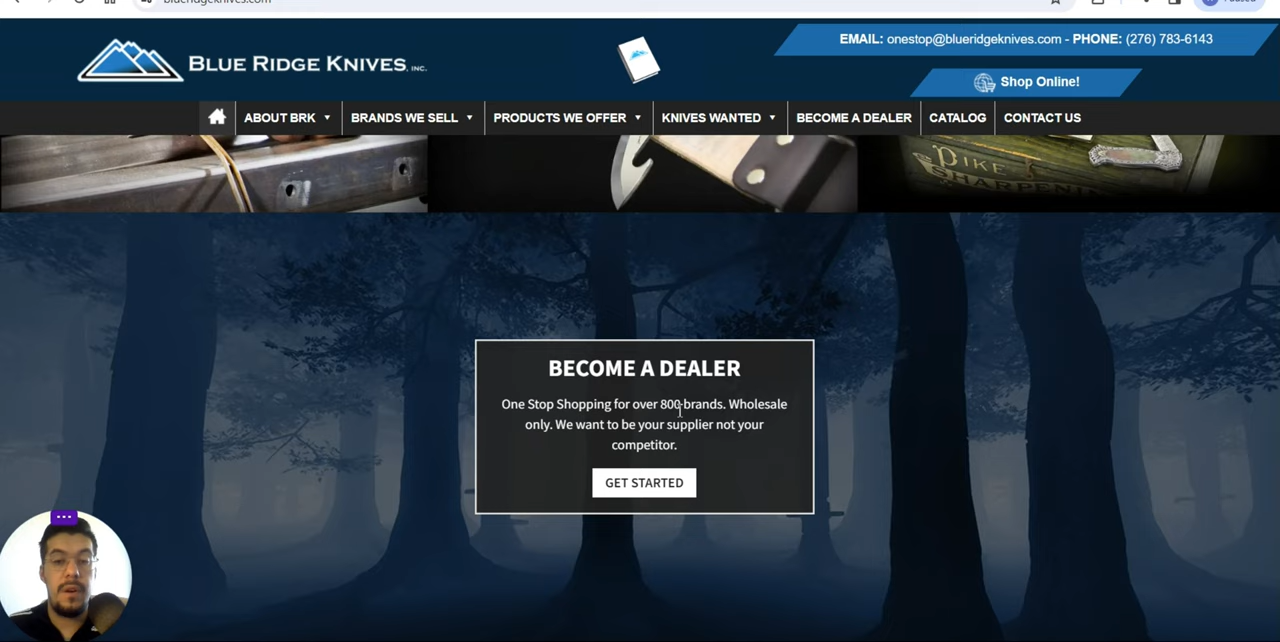 blueridgeknives.com
EMAIL: onestop@blueridgeknives.com - PHONE: (276) 783-6143
BLUE RIDGE KNIVES, INC.
Shop Online!
ABOUT BRK
BRANDS WE SELL
PRODUCTS WE OFFER
KNIVES WANTED
BECOME A DEALER
CATALOG
CONTACT US
PIKE
SHARPENING
BECOME A DEALER
One Stop Shopping for over 800 brands. Wholesale
only. We want to be your supplier not your
competitor.
GET STARTED